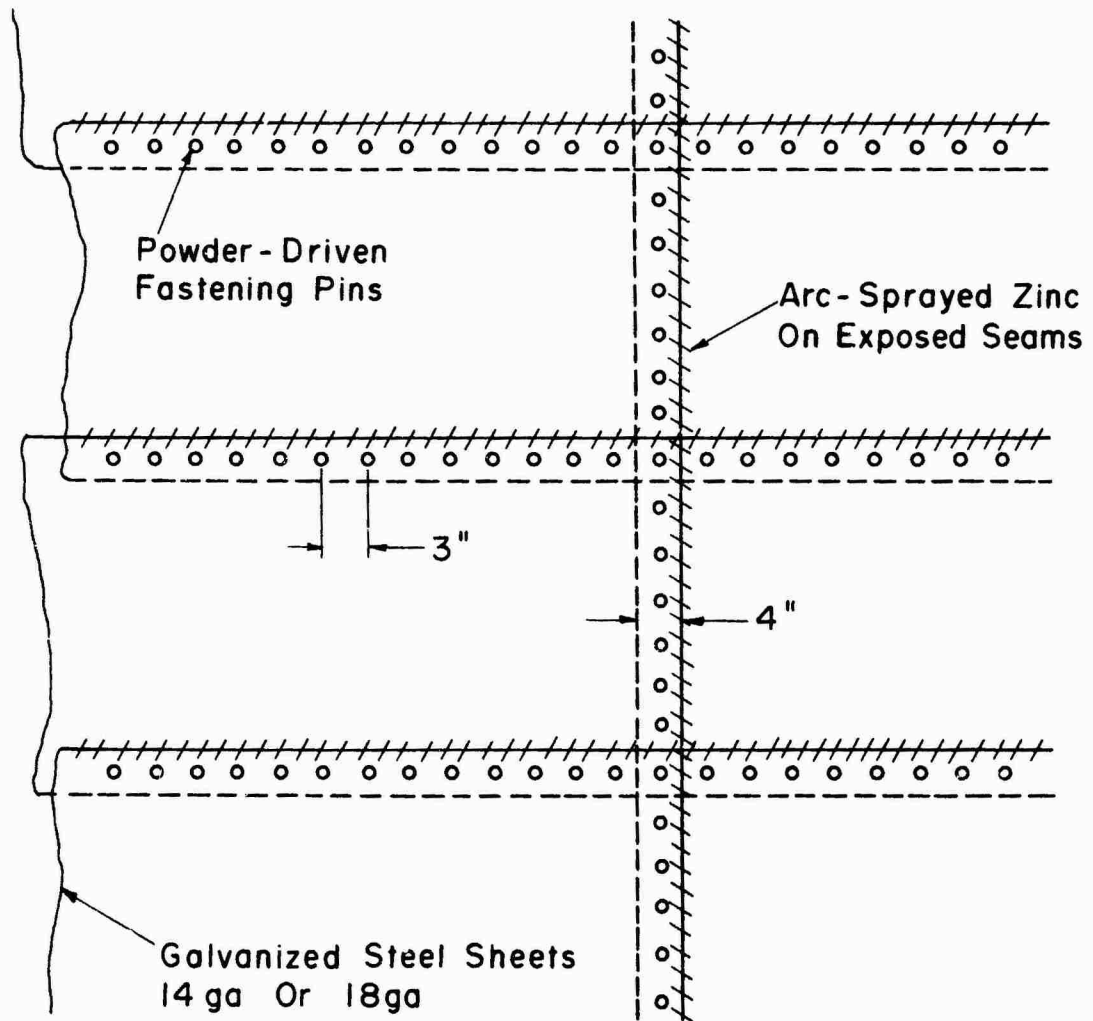 Powder-Driven
Fastening Pins
Arc-Sprayed Zinc
On Exposed Seams
3"
4"
Galvanized Steel Sheets
14 ga Or 18ga